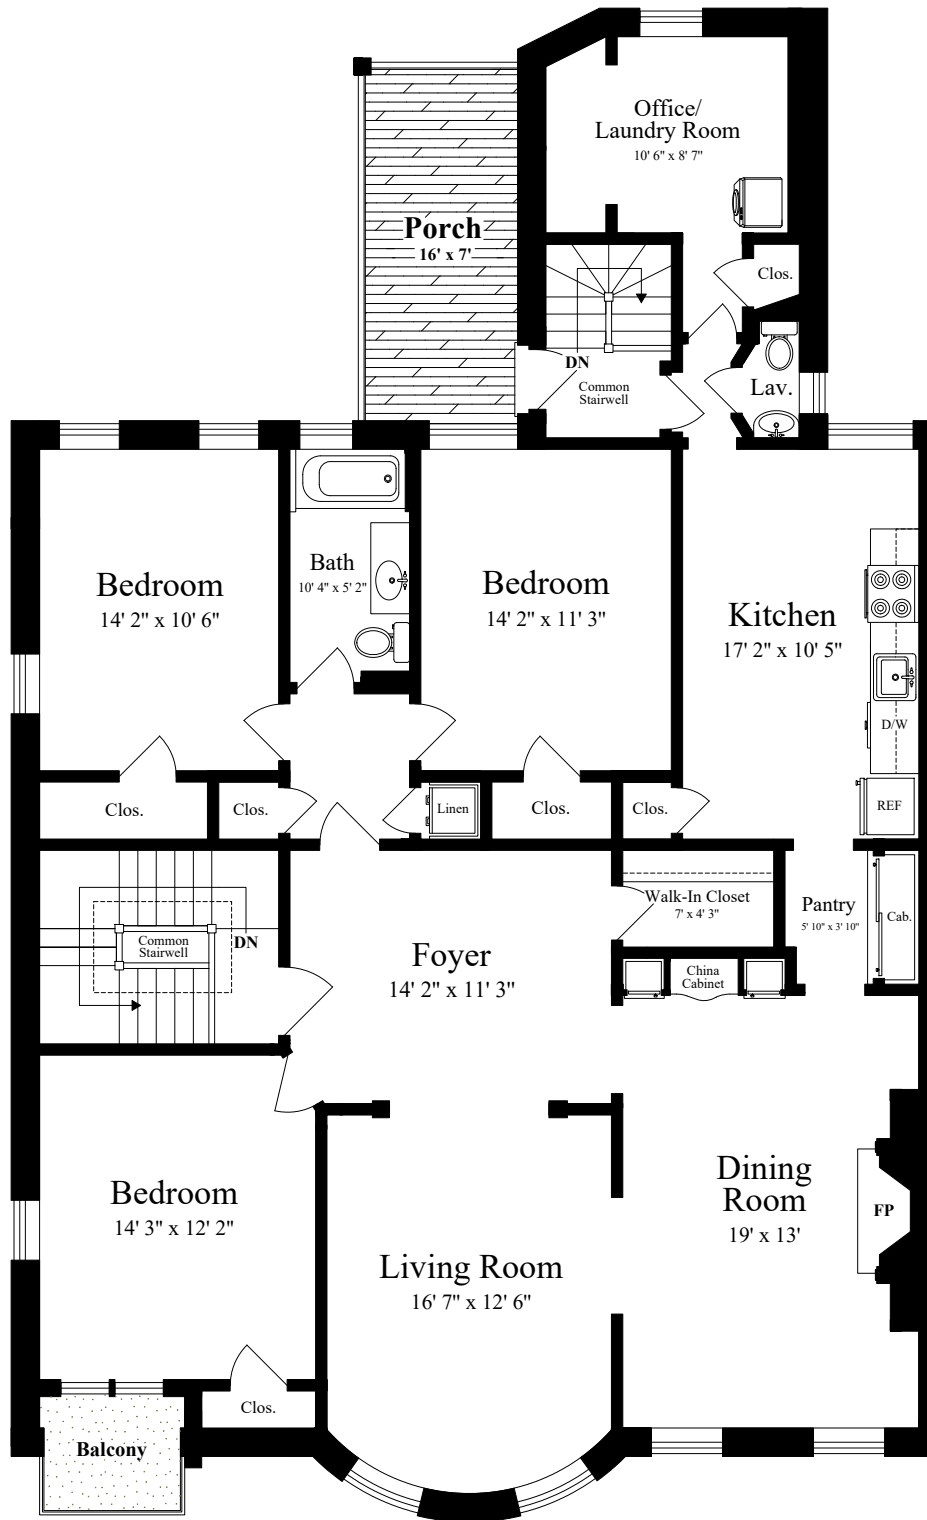 Office/
Laundry Room
10' 6" x 8' 7"
Porch
16' x 7'
Clos.
DN
Common
Stairwell
Lav.
Bedroom
14' 2" x 10' 6"
Bath
10' 4" x 5' 2"
Bedroom
14' 2" x 11' 3"
Kitchen
17' 2" x 10' 5"
D/W
REF
Clos.
Clos.
Linen
Clos.
Clos.
Common
Stairwell
DN
Foyer
14' 2" x 11' 3"
Walk-In Closet
7' x 4' 3"
Pantry
5' 10" x 3' 10"
Cab.
China
Cabinet
Bedroom
14' 3" x 12' 2"
Living Room
16' 7" x 12' 6"
Dining
Room
19' x 13'
FP
Clos.
Balcony